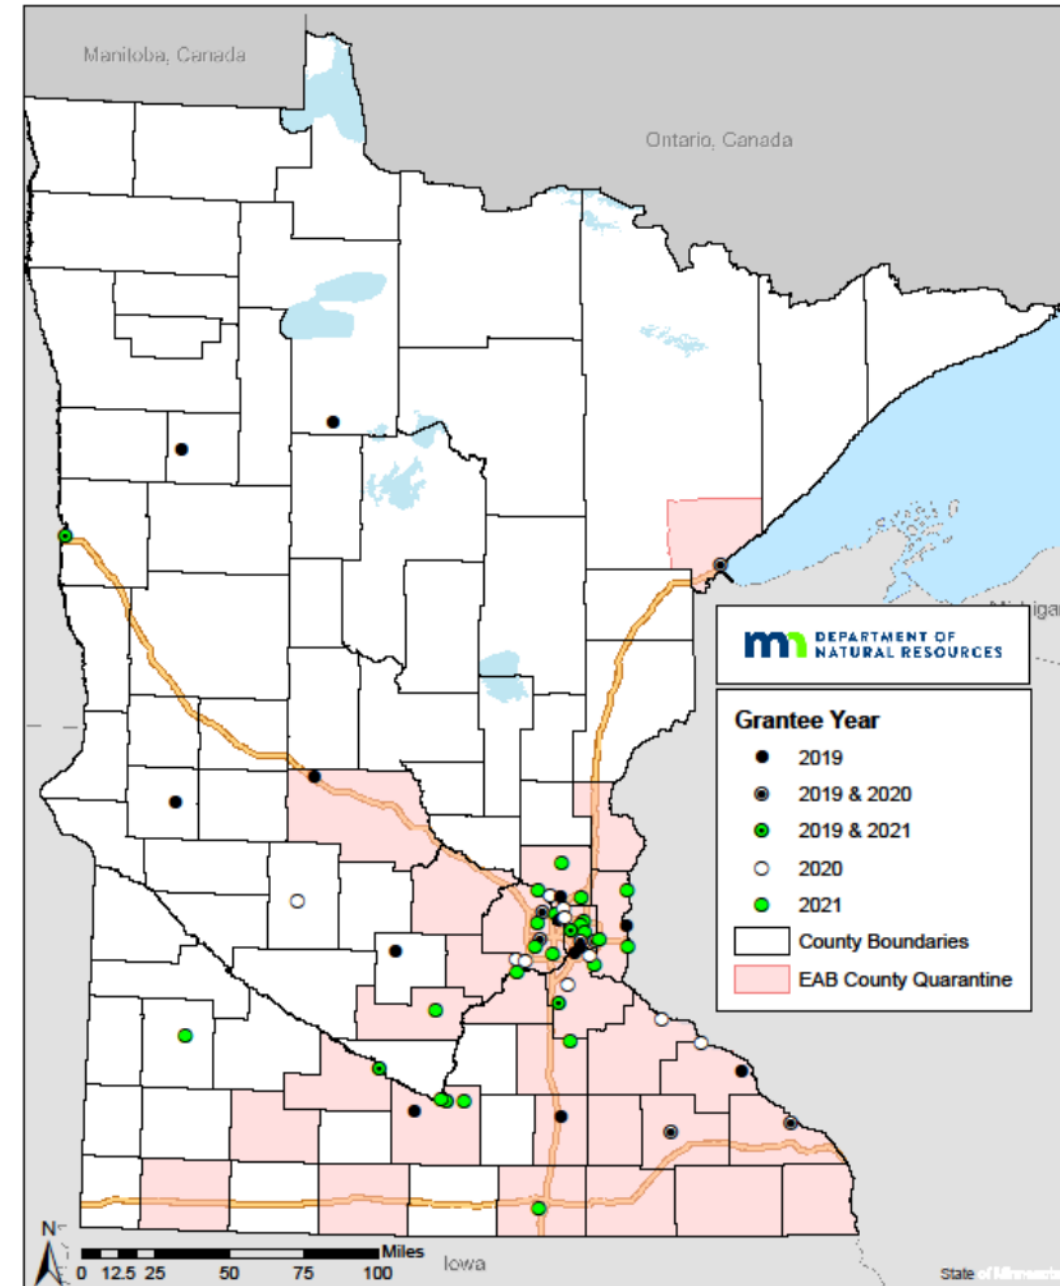 Manitoba, Canada
Ontario, Canada
DEPARTMENT OF
NATURAL RESOURCES
Grantee Year
2019
2019 & 2020
2019 & 2021
2020
2021
County Boundaries
EAB County Quarantine
N
Miles
0 12.5 25 50 75 100
Iowa
State of